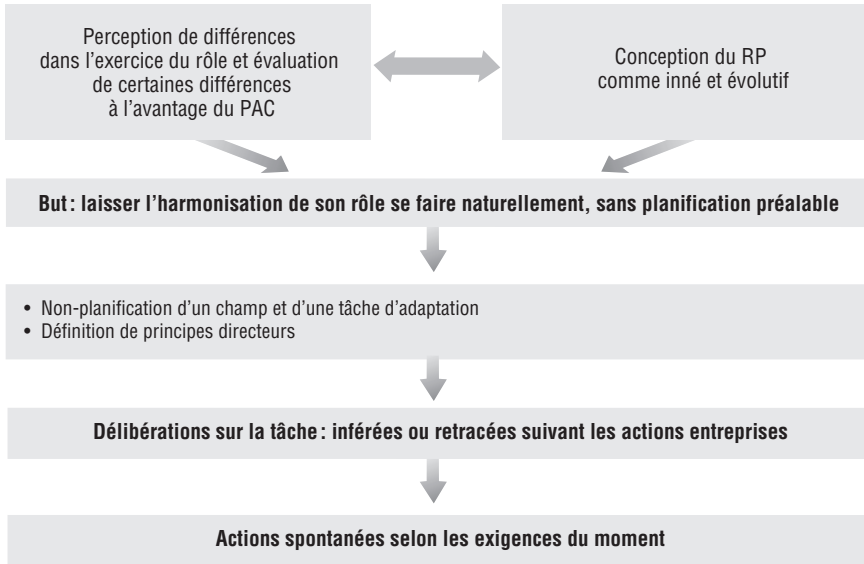 Perception de différences
dans l’exercice du rôle et évaluation
de certaines différences
à l’avantage du PAC
Conception du RP
comme inné et évolutif
But : laisser l’harmonisation de son rôle se faire naturellement, sans planification préalable
• Non-planification d’un champ et d’une tâche d’adaptation
• Définition de principes directeurs
Délibérations sur la tâche : inférées ou retracées suivant les actions entreprises
Actions spontanées selon les exigences du moment